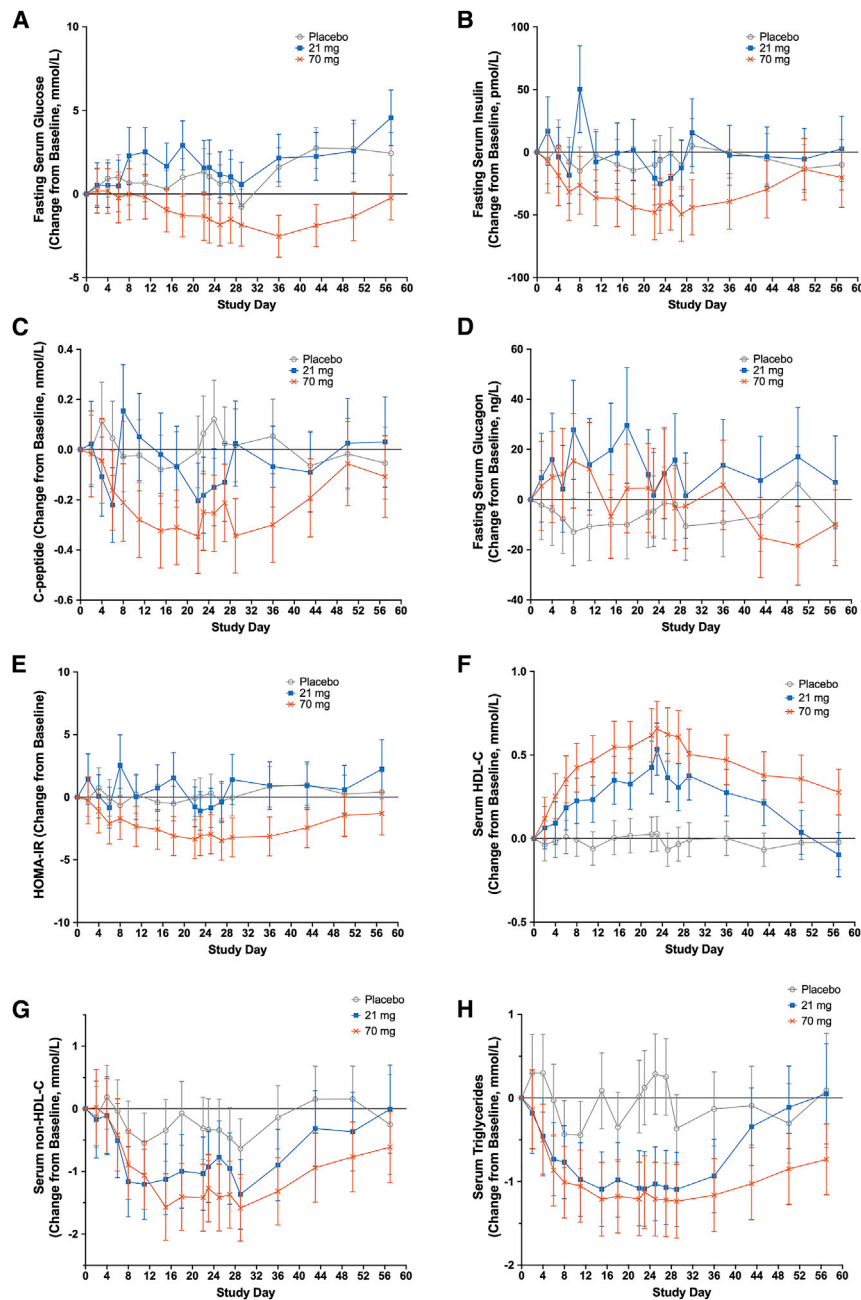 A
Placebo
21 mg
70 mg
Fasting Serum Glucose
(Change from Baseline, mmol/L)
10
5
0
-5
0 4 8 12 16 20 24 28 32 36 40 44 48 52 56 60
Study Day
B
Placebo
21 mg
70 mg
Fasting Serum Insulin
(Change from Baseline, pmol/L)
100
50
0
-50
-100
0 4 8 12 16 20 24 28 32 36 40 44 48 52 56 60
Study Day
C
Placebo
21 mg
70 mg
C-peptide (Change from Baseline, nmol/L)
0.4
0.2
0.0
-0.2
-0.4
-0.6
0 4 8 12 16 20 24 28 32 36 40 44 48 52 56 60
Study Day
D
Placebo
21 mg
70 mg
Fasting Serum Glucagon
(Change from Baseline, ng/L)
60
40
20
0
-20
-40
0 4 8 12 16 20 24 28 32 36 40 44 48 52 56 60
Study Day
E
Placebo
21 mg
70 mg
HOMA-IR (Change from Baseline)
10
5
0
-5
-10
0 4 8 12 16 20 24 28 32 36 40 44 48 52 56 60
Study Day
F
Placebo
21 mg
70 mg
Serum HDL-C
(Change from Baseline, mmol/L)
1.0
0.5
0.0
-0.5
0 4 8 12 16 20 24 28 32 36 40 44 48 52 56 60
Study Day
G
Placebo
21 mg
70 mg
Serum non-HDL-C
(Change from Baseline, mmol/L)
1
0
-1
-2
0 4 8 12 16 20 24 28 32 36 40 44 48 52 56 60
Study Day
H
Placebo
21 mg
70 mg
Serum Triglycerides
(Change from Baseline, mmol/L)
1
0
-1
-2
0 4 8 12 16 20 24 28 32 36 40 44 48 52 56 60
Study Day